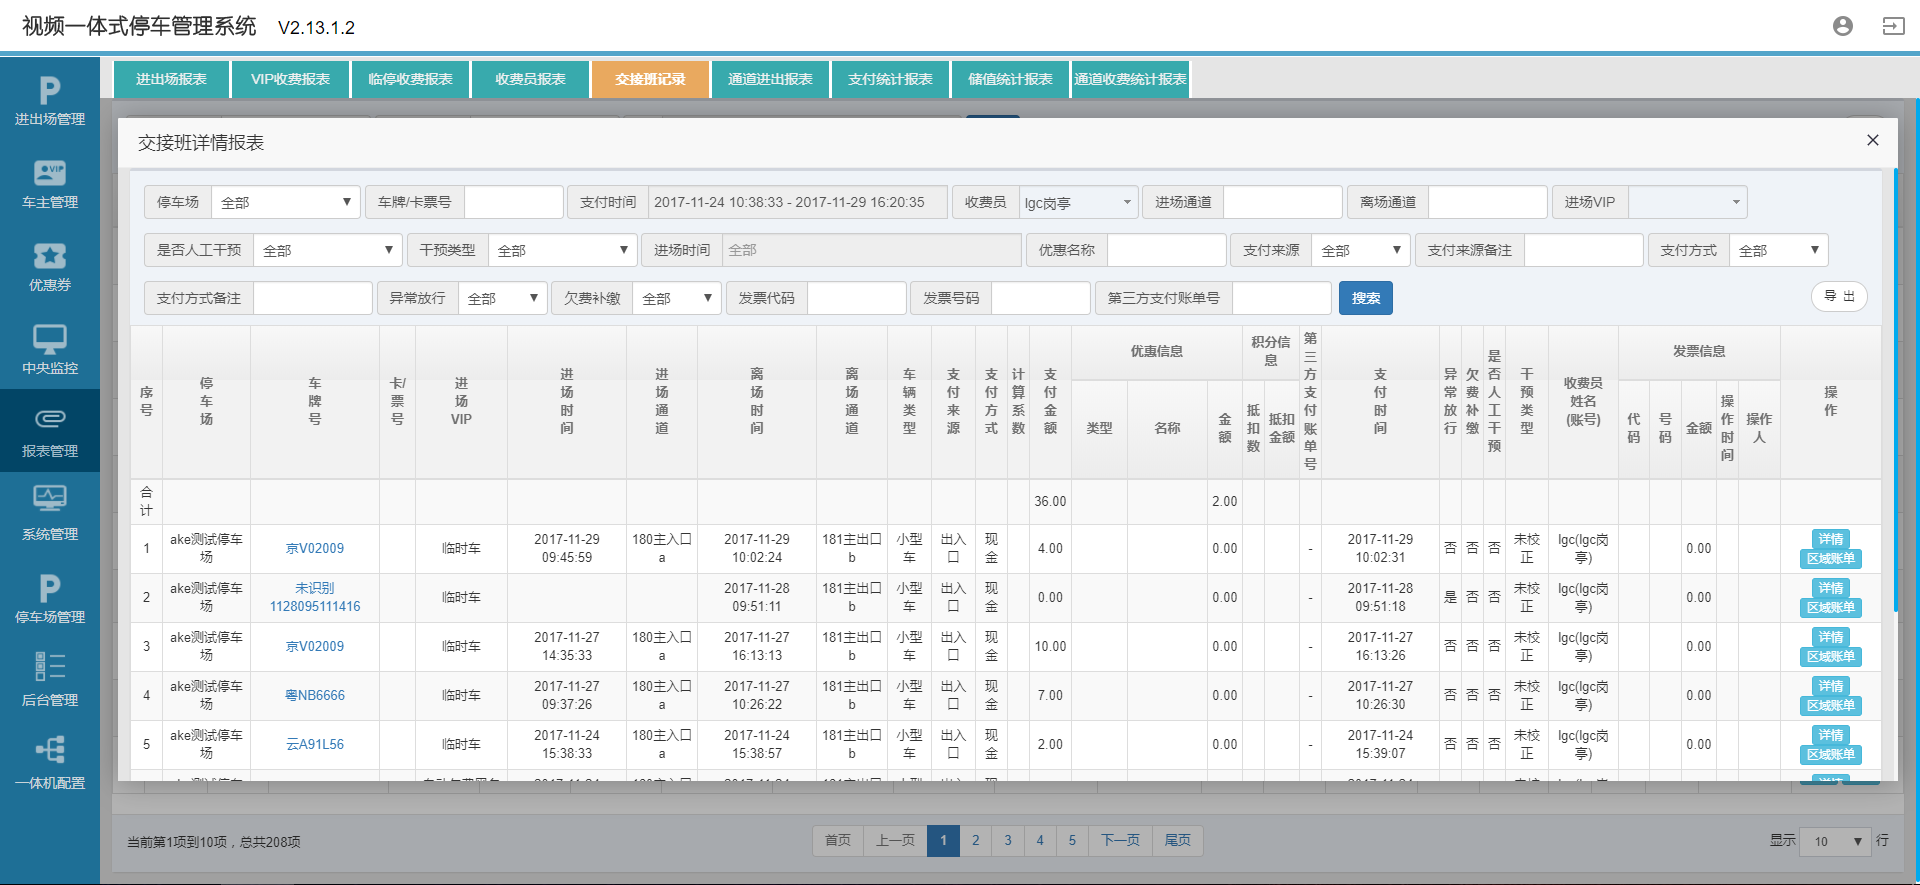 视频一体式停车管理系统 V2.13.1.2
进出场报表 VIP收费报表 临停收费报表 收费员报表 交接班记录 通道进出报表 支付统计报表 储值统计报表 通道收费统计报表
进出场管理
车主管理
优惠券
中央监控
报表管理
系统管理
停车场管理
后台管理
一体机配置
交接班详情报表
停车场 全部 车牌/卡票号 支付时间 2017-11-24 10:38:33 - 2017-11-29 16:20:35 收费员 lgc岗亭 进场通道 离场通道 进场VIP
是否人工干预 全部 干预类型 全部 进场时间 全部 优惠名称 支付来源 全部 支付来源备注 支付方式 全部
支付方式备注 异常放行 全部 欠费补缴 全部 发票代码 发票号码 第三方支付账单号 搜索 导 出
序号 停车场 车牌号 卡/票号 进场VIP 进场时间 进场通道 离场时间 离场通道 车辆类型 支付来源 支付方式 计算系数 支付金额 优惠信息 积分信息 第三方支付账单号 支付时间 异常放行 欠费补缴 是否人工干预 干预类型 收费员姓名(账号) 发票信息 操作
类型 名称 金额 抵扣数 抵扣金额 代码 号码 金额 操作时间 操作人
合计 36.00 2.00
1 ake测试停车场 京V02009 临时车 2017-11-29 09:45:59 180主入口a 2017-11-29 10:02:24 181主出口b 小型车 出入口 现金 4.00 0.00 - 2017-11-29 10:02:31 否 否 否 未校正 lgc(lgc岗亭) 0.00 详情 区域账单
2 ake测试停车场 未识别1128095111416 临时车 2017-11-28 09:51:11 181主出口b 小型车 出入口 现金 0.00 0.00 - 2017-11-28 09:51:18 是 否 否 未校正 lgc(lgc岗亭) 0.00 详情 区域账单
3 ake测试停车场 京V02009 临时车 2017-11-27 14:35:33 180主入口a 2017-11-27 16:13:13 181主出口b 小型车 出入口 现金 10.00 0.00 - 2017-11-27 16:13:26 否 否 否 未校正 lgc(lgc岗亭) 0.00 详情 区域账单
4 ake测试停车场 粤NB6666 临时车 2017-11-27 09:37:26 180主入口a 2017-11-27 10:26:22 181主出口b 小型车 出入口 现金 7.00 0.00 - 2017-11-27 10:26:30 否 否 否 未校正 lgc(lgc岗亭) 0.00 详情 区域账单
5 ake测试停车场 云A91L56 临时车 2017-11-24 15:38:33 180主入口a 2017-11-24 15:38:57 181主出口b 小型车 出入口 现金 2.00 0.00 - 2017-11-24 15:39:07 否 否 否 未校正 lgc(lgc岗亭) 0.00 详情 区域账单
当前第1项到10项，总共208项 首页 上一页 1 2 3 4 5 下一页 尾页 显示 10 行